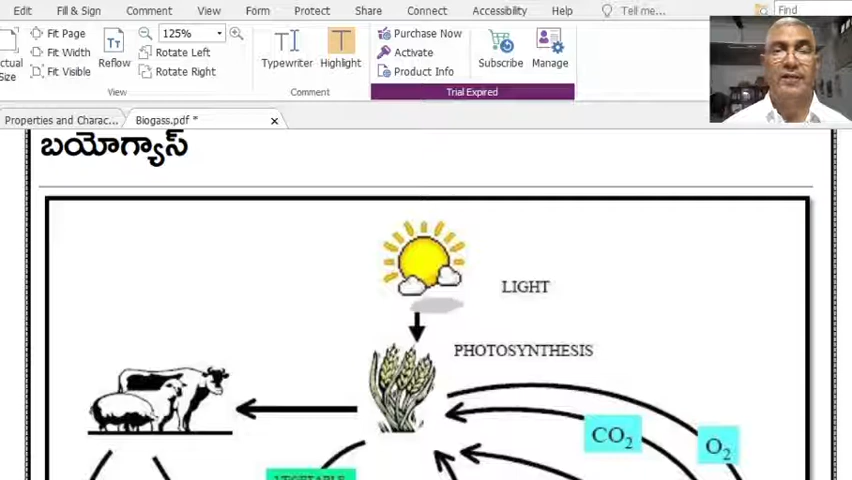 Edit Fill & Sign Comment View Form Protect Share Connect Accessibility Help Tell me... Find
Fit Page 125% Purchase Now
Fit Width Rotate Left Activate
Size Fit Visible Reflow Rotate Right Typewriter Highlight Product Info Subscribe Manage
View Comment Trial Expired
Properties and Charac... Biogass.pdf *
బయోగ్యాస్
LIGHT
PHOTOSYNTHESIS
CO2
O2
VEGETABLE